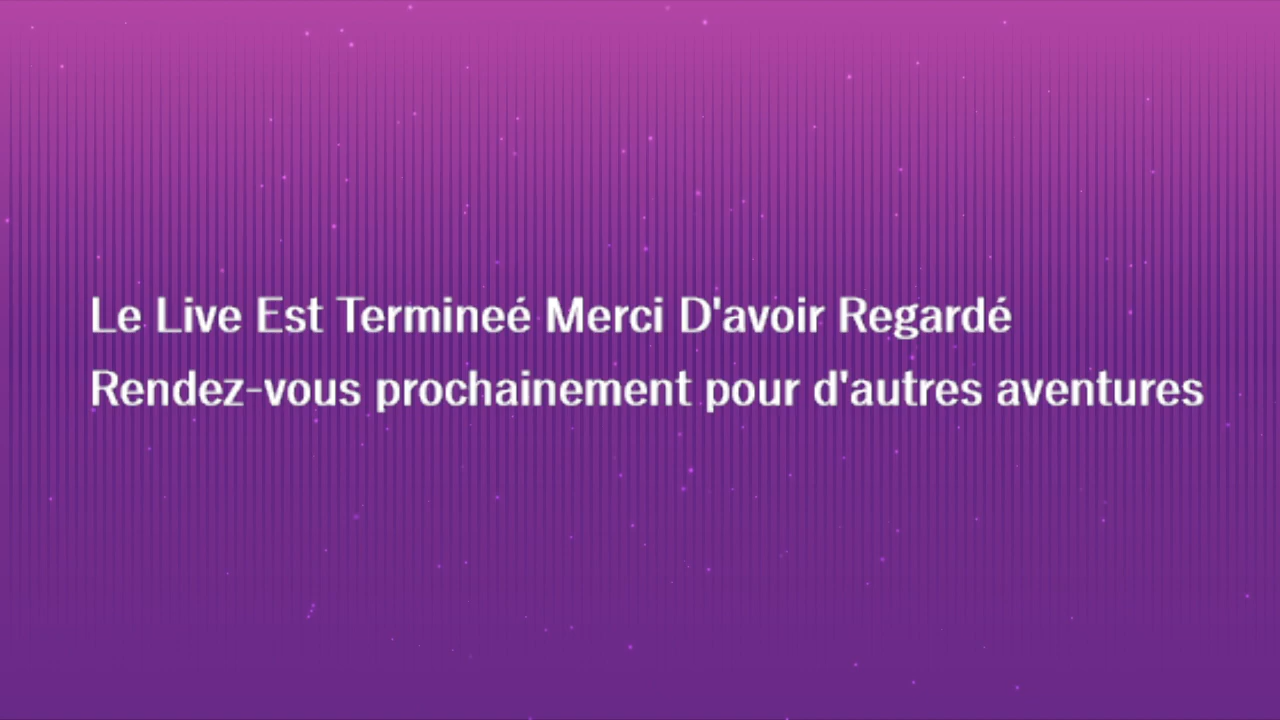 Le Live Est Termineé Merci D'avoir Regardé
Rendez-vous prochainement pour d'autres aventures